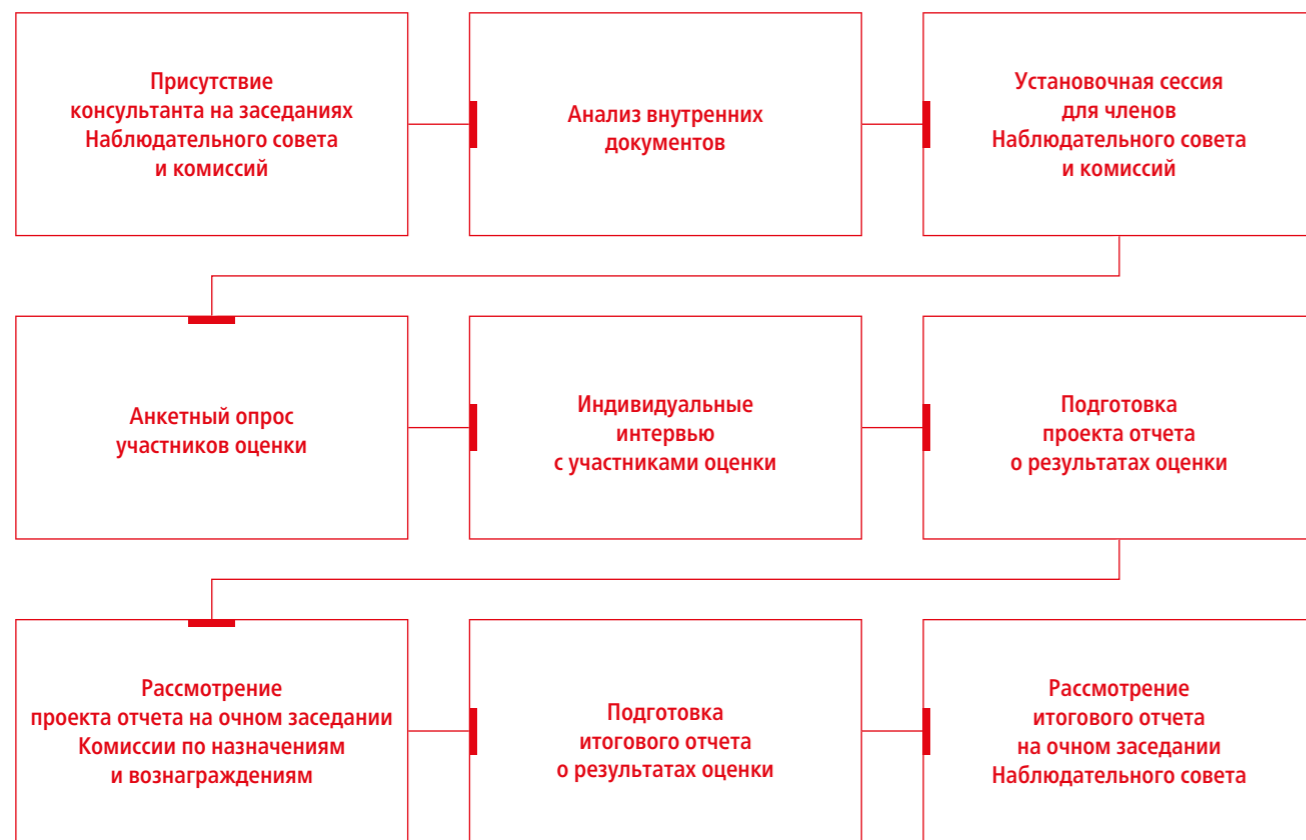 Присутствие
консультанта на заседаниях
Наблюдательного совета
и комиссий
Анализ внутренних
документов
Установочная сессия
для членов
Наблюдательного совета
и комиссий
Анкетный опрос
участников оценки
Индивидуальные
интервью
с участниками оценки
Подготовка
проекта отчета
о результатах оценки
Рассмотрение
проекта отчета на очном заседании
Комиссии по назначениям
и вознаграждениям
Подготовка
итогового отчета
о результатах оценки
Рассмотрение
итогового отчета
на очном заседании
Наблюдательного совета